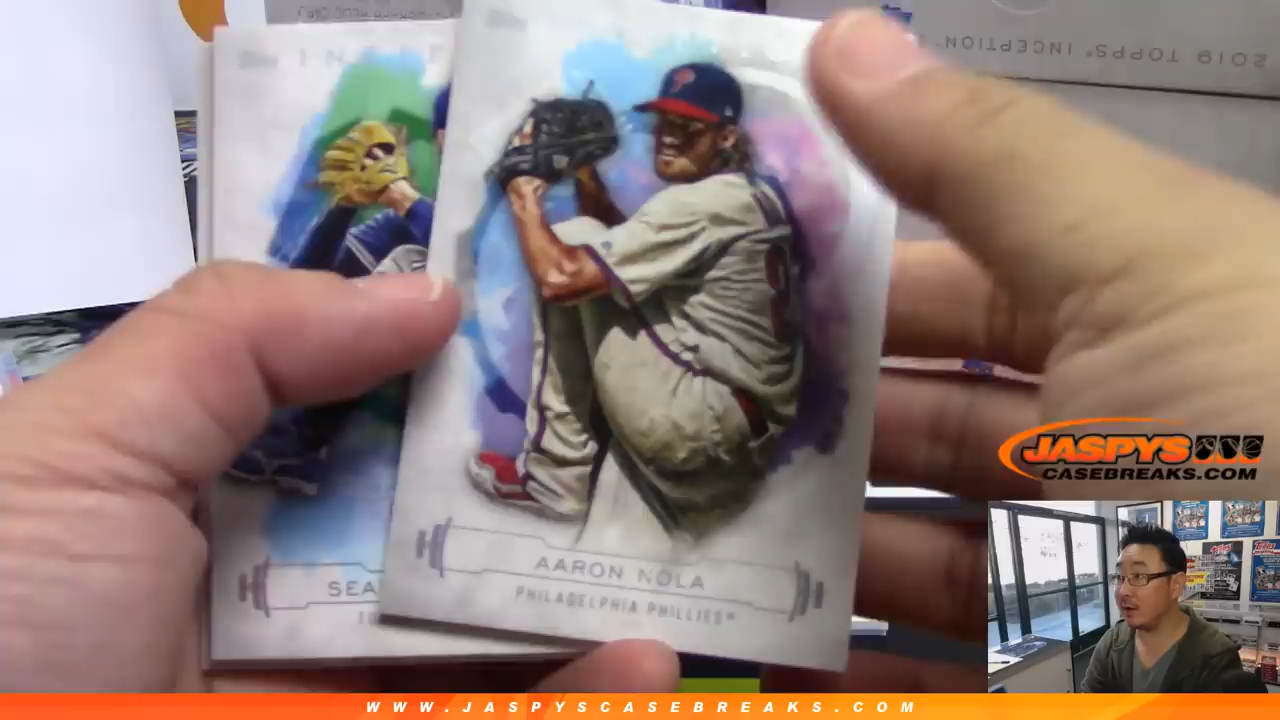 2019 TOPPS® INCEPTION
AARON NOLA
PHILADELPHIA PHILLIES®
SEA
JASPYS
CASEBREAKS.COM
WWW.JASPYSCASEBREAKS.COM